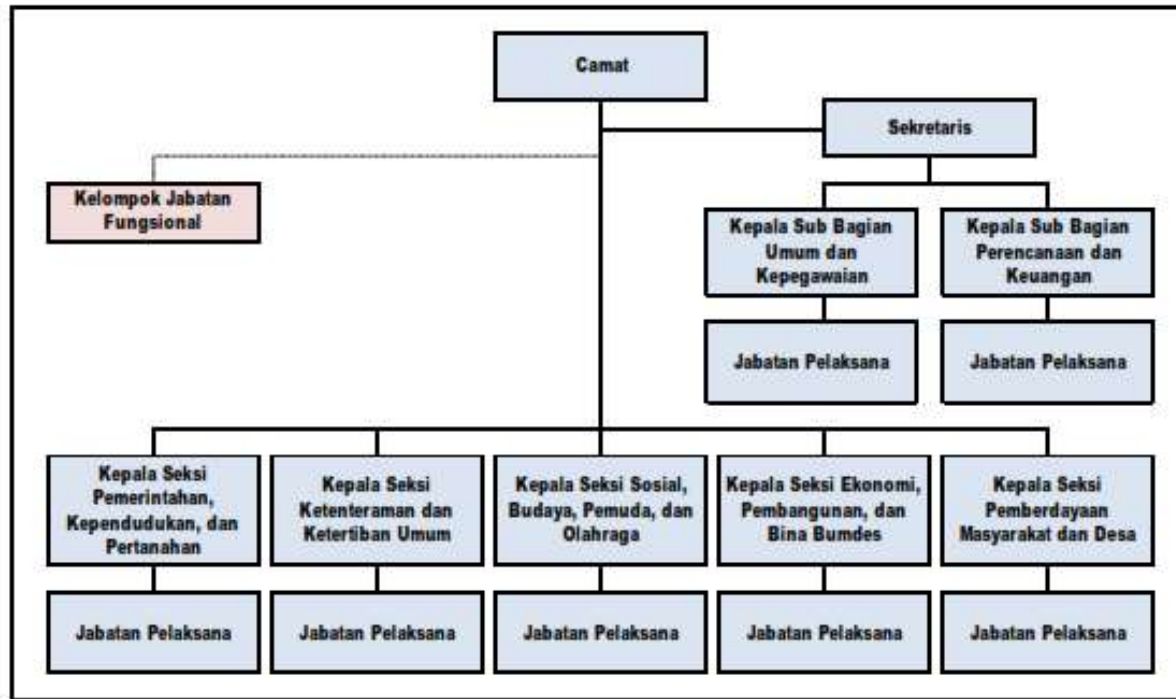 Camat
Sekretaris
Kelompok Jabatan
Fungsional
Kepala Sub Bagian
Umum dan
Kepegawaian
Kepala Sub Bagian
Perencanaan dan
Keuangan
Jabatan Pelaksana
Jabatan Pelaksana
Kepala Seksi
Pemerintahan,
Kependudukan, dan
Pertanahan
Kepala Seksi
Ketenteraman dan
Ketertiban Umum
Kepala Seksi Sosial,
Budaya, Pemuda, dan
Olahraga
Kepala Seksi Ekonomi,
Pembangunan, dan
Bina Bumdes
Kepala Seksi
Pemberdayaan
Masyarakat dan Desa
Jabatan Pelaksana
Jabatan Pelaksana
Jabatan Pelaksana
Jabatan Pelaksana
Jabatan Pelaksana